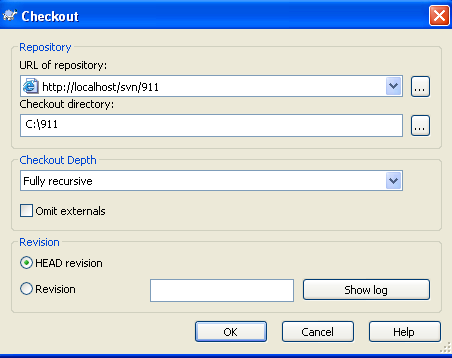 Checkout
Repository
URL of repository:
http://localhost/svn/911
...
Checkout directory:
C:\911
...
Checkout Depth
Fully recursive
Omit externals
Revision
HEAD revision
Revision
Show log
OK Cancel Help